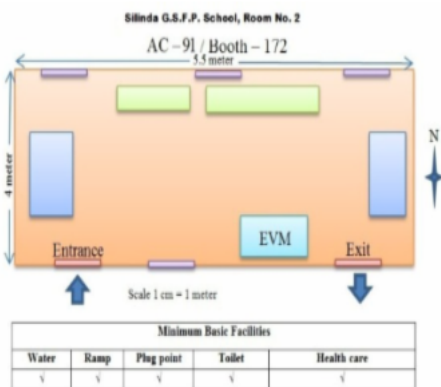 Silinda G.S.F.P. School, Room No. 2
AC – 91 / Booth – 172
5.5 meter
4 meter
N
EVM
Entrance
Exit
Scale 1 cm = 1 meter
Minimum Basic Facilities
Water Ramp Plug point Toilet Health care
√ √ √ √ √